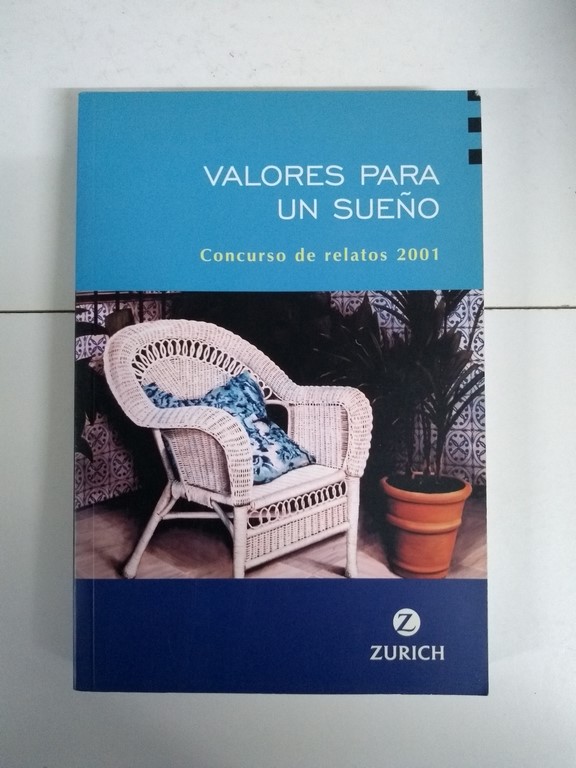 VALORES PARA
UN SUEÑO
Concurso de relatos 2001
Z
ZURICH